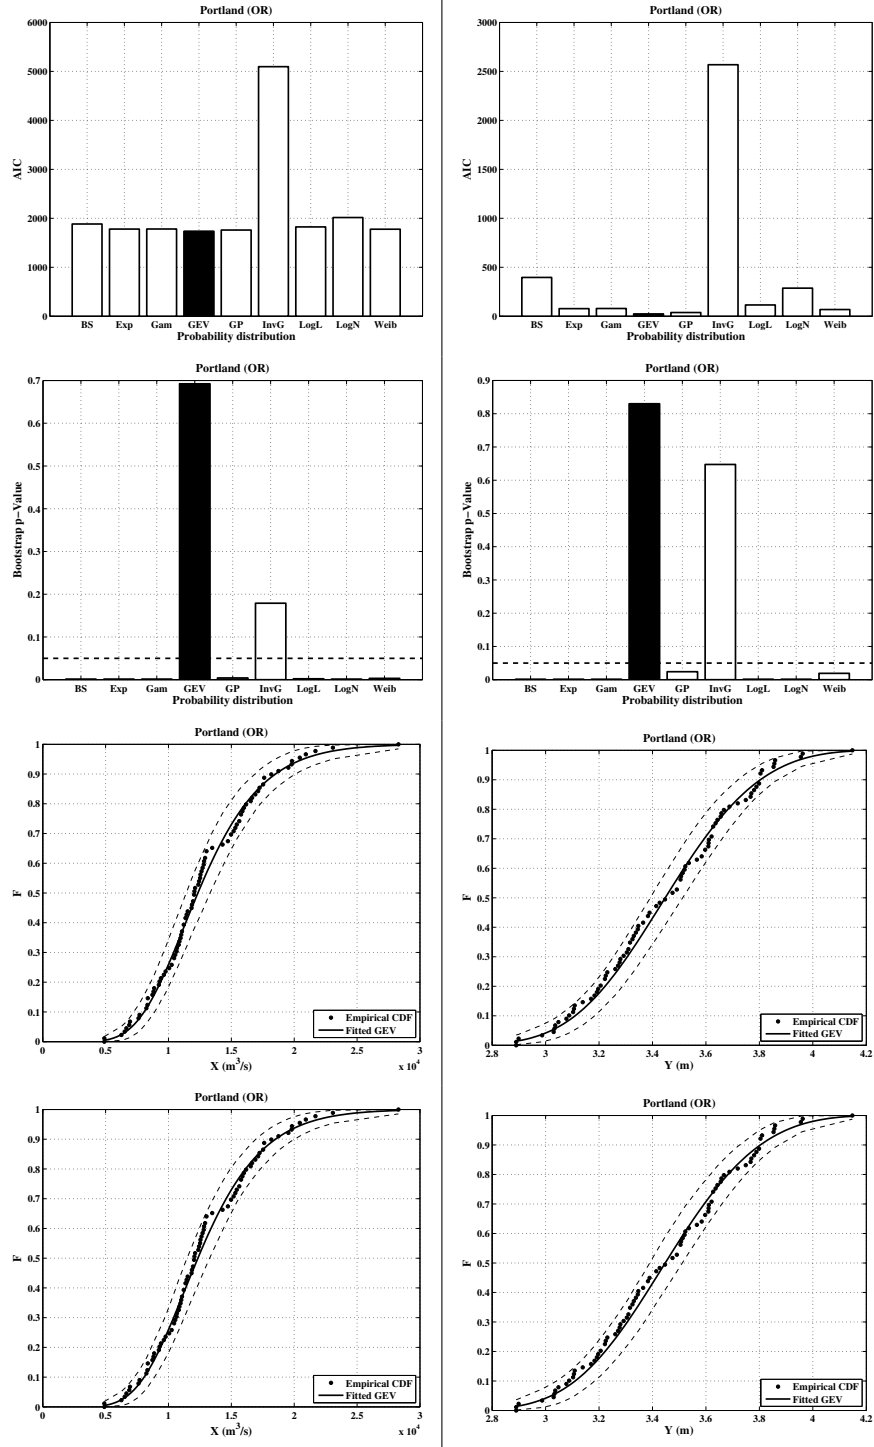 Portland (OR)
6000
5000
4000
3000
2000
1000
0
AIC
BS Exp Gam GEV GP InvG LogL LogN Weib
Probability distribution
Portland (OR)
3000
2500
2000
1500
1000
500
0
AIC
BS Exp Gam GEV GP InvG LogL LogN Weib
Probability distribution
Portland (OR)
0.7
0.6
0.5
0.4
0.3
0.2
0.1
0
Bootstrap p−Value
BS Exp Gam GEV GP InvG LogL LogN Weib
Probability distribution
Portland (OR)
0.9
0.8
0.7
0.6
0.5
0.4
0.3
0.2
0.1
0
Bootstrap p−Value
BS Exp Gam GEV GP InvG LogL LogN Weib
Probability distribution
Portland (OR)
1
0.9
0.8
0.7
0.6
0.5
0.4
0.3
0.2
0.1
0
F
Empirical CDF
Fitted GEV
0 0.5 1 1.5 2 2.5 3
X (m³/s)
x 10⁴
Portland (OR)
1
0.9
0.8
0.7
0.6
0.5
0.4
0.3
0.2
0.1
0
F
Empirical CDF
Fitted GEV
2.8 3 3.2 3.4 3.6 3.8 4 4.2
Y (m)
Portland (OR)
1
0.9
0.8
0.7
0.6
0.5
0.4
0.3
0.2
0.1
0
F
Empirical CDF
Fitted GEV
0 0.5 1 1.5 2 2.5 3
X (m³/s)
x 10⁴
Portland (OR)
1
0.9
0.8
0.7
0.6
0.5
0.4
0.3
0.2
0.1
0
F
Empirical CDF
Fitted GEV
2.8 3 3.2 3.4 3.6 3.8 4 4.2
Y (m)